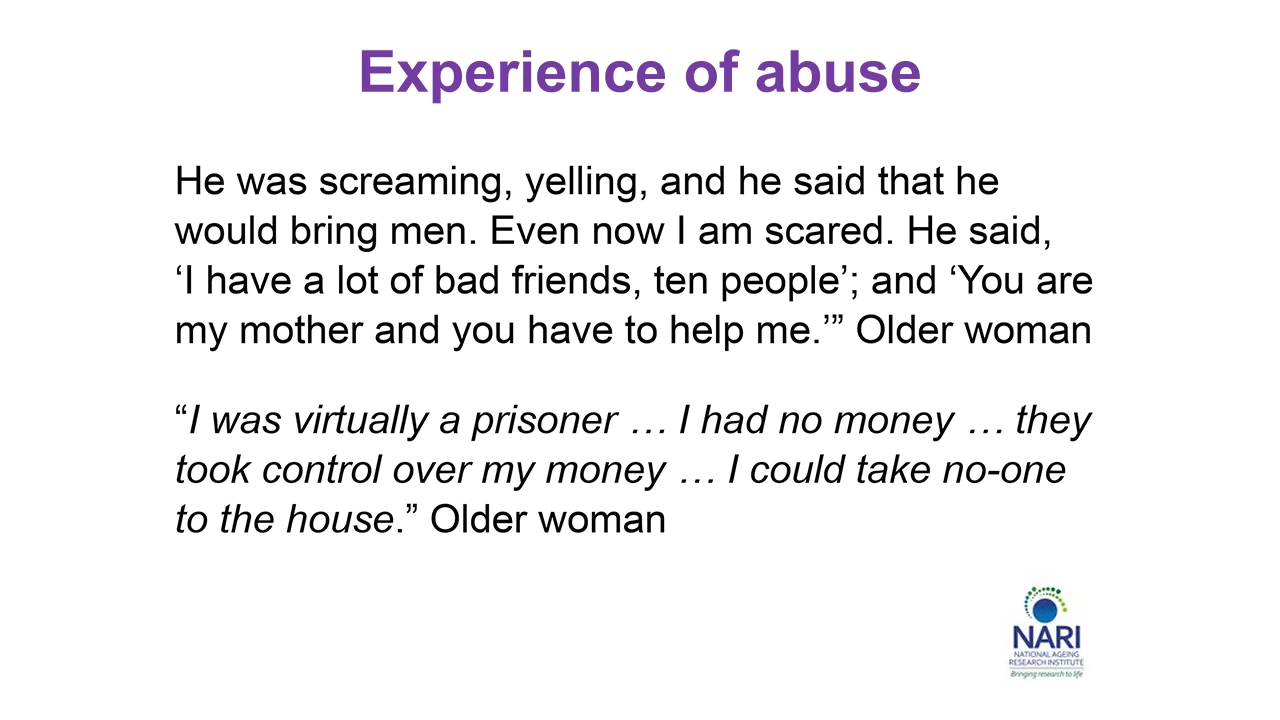 Experience of abuse
He was screaming, yelling, and he said that he
would bring men. Even now I am scared. He said,
‘I have a lot of bad friends, ten people’; and ‘You are
my mother and you have to help me.’” Older woman
“I was virtually a prisoner … I had no money … they
took control over my money … I could take no-one
to the house.” Older woman
NARI
NATIONAL AGEING
RESEARCH INSTITUTE
Bringing research to life